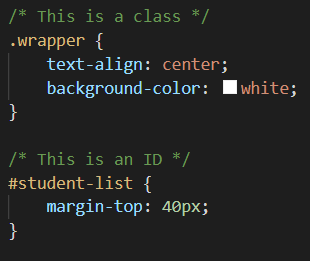 /* This is a class */
.wrapper {
    text-align: center;
    background-color: white;
}

/* This is an ID */
#student-list {
    margin-top: 40px;
}